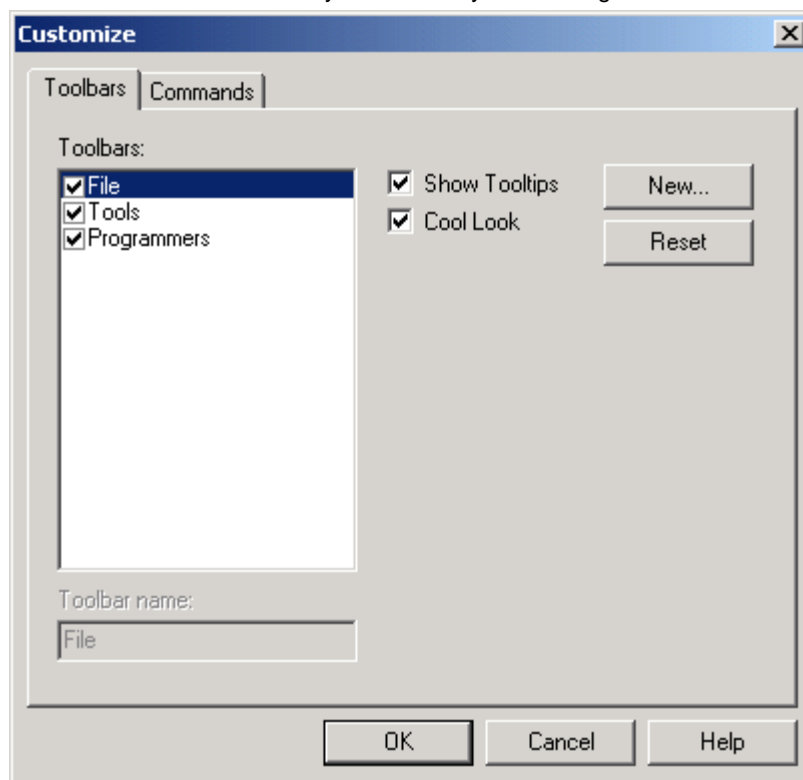 Customize
Toolbars Commands
Toolbars:
File
Tools
Programmers
Show Tooltips
Cool Look
New...
Reset
Toolbar name:
File
OK Cancel Help